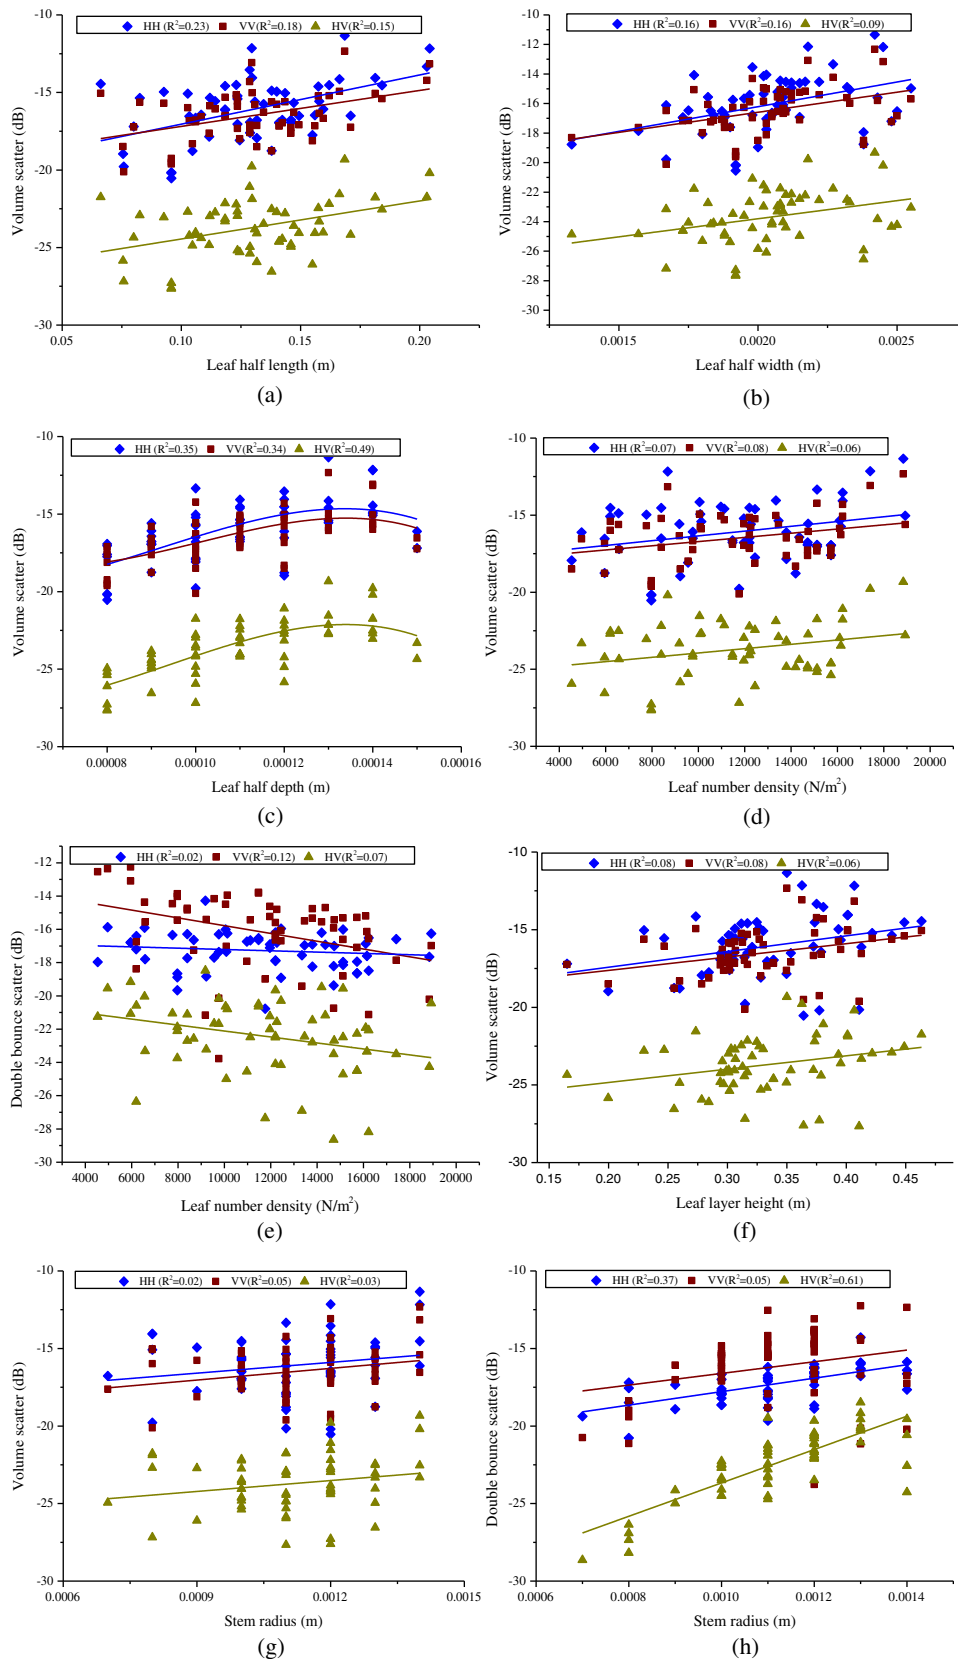 HH (R²=0.23) VV(R²=0.18) HV(R²=0.15)
-10
-15
-20
-25
-30
0.05 0.10 0.15 0.20
Volume scatter (dB)
Leaf half length (m)
(a)
HH (R²=0.16) VV(R²=0.16) HV(R²=0.09)
-10
-12
-14
-16
-18
-20
-22
-24
-26
-28
-30
0.0015 0.0020 0.0025
Volume scatter (dB)
Leaf half width (m)
(b)
HH (R²=0.35) VV(R²=0.34) HV(R²=0.49)
-10
-15
-20
-25
-30
0.00008 0.00010 0.00012 0.00014 0.00016
Volume scatter (dB)
Leaf half depth (m)
(c)
HH (R²=0.07) VV(R²=0.08) HV(R²=0.06)
-10
-15
-20
-25
-30
4000 6000 8000 10000 12000 14000 16000 18000 20000
Volume scatter (dB)
Leaf number density (N/m²)
(d)
HH (R²=0.02) VV(R²=0.12) HV(R²=0.07)
-12
-14
-16
-18
-20
-22
-24
-26
-28
-30
4000 6000 8000 10000 12000 14000 16000 18000 20000
Double bounce scatter (dB)
Leaf number density (N/m²)
(e)
HH (R²=0.08) VV(R²=0.08) HV(R²=0.06)
-10
-15
-20
-25
-30
0.15 0.20 0.25 0.30 0.35 0.40 0.45
Volume scatter (dB)
Leaf layer height (m)
(f)
HH (R²=0.02) VV(R²=0.05) HV(R²=0.03)
-10
-15
-20
-25
-30
0.0006 0.0009 0.0012 0.0015
Volume scatter (dB)
Stem radius (m)
(g)
HH (R²=0.37) VV(R²=0.05) HV(R²=0.61)
-10
-15
-20
-25
-30
0.0006 0.0008 0.0010 0.0012 0.0014
Double bounce scatter (dB)
Stem radius (m)
(h)